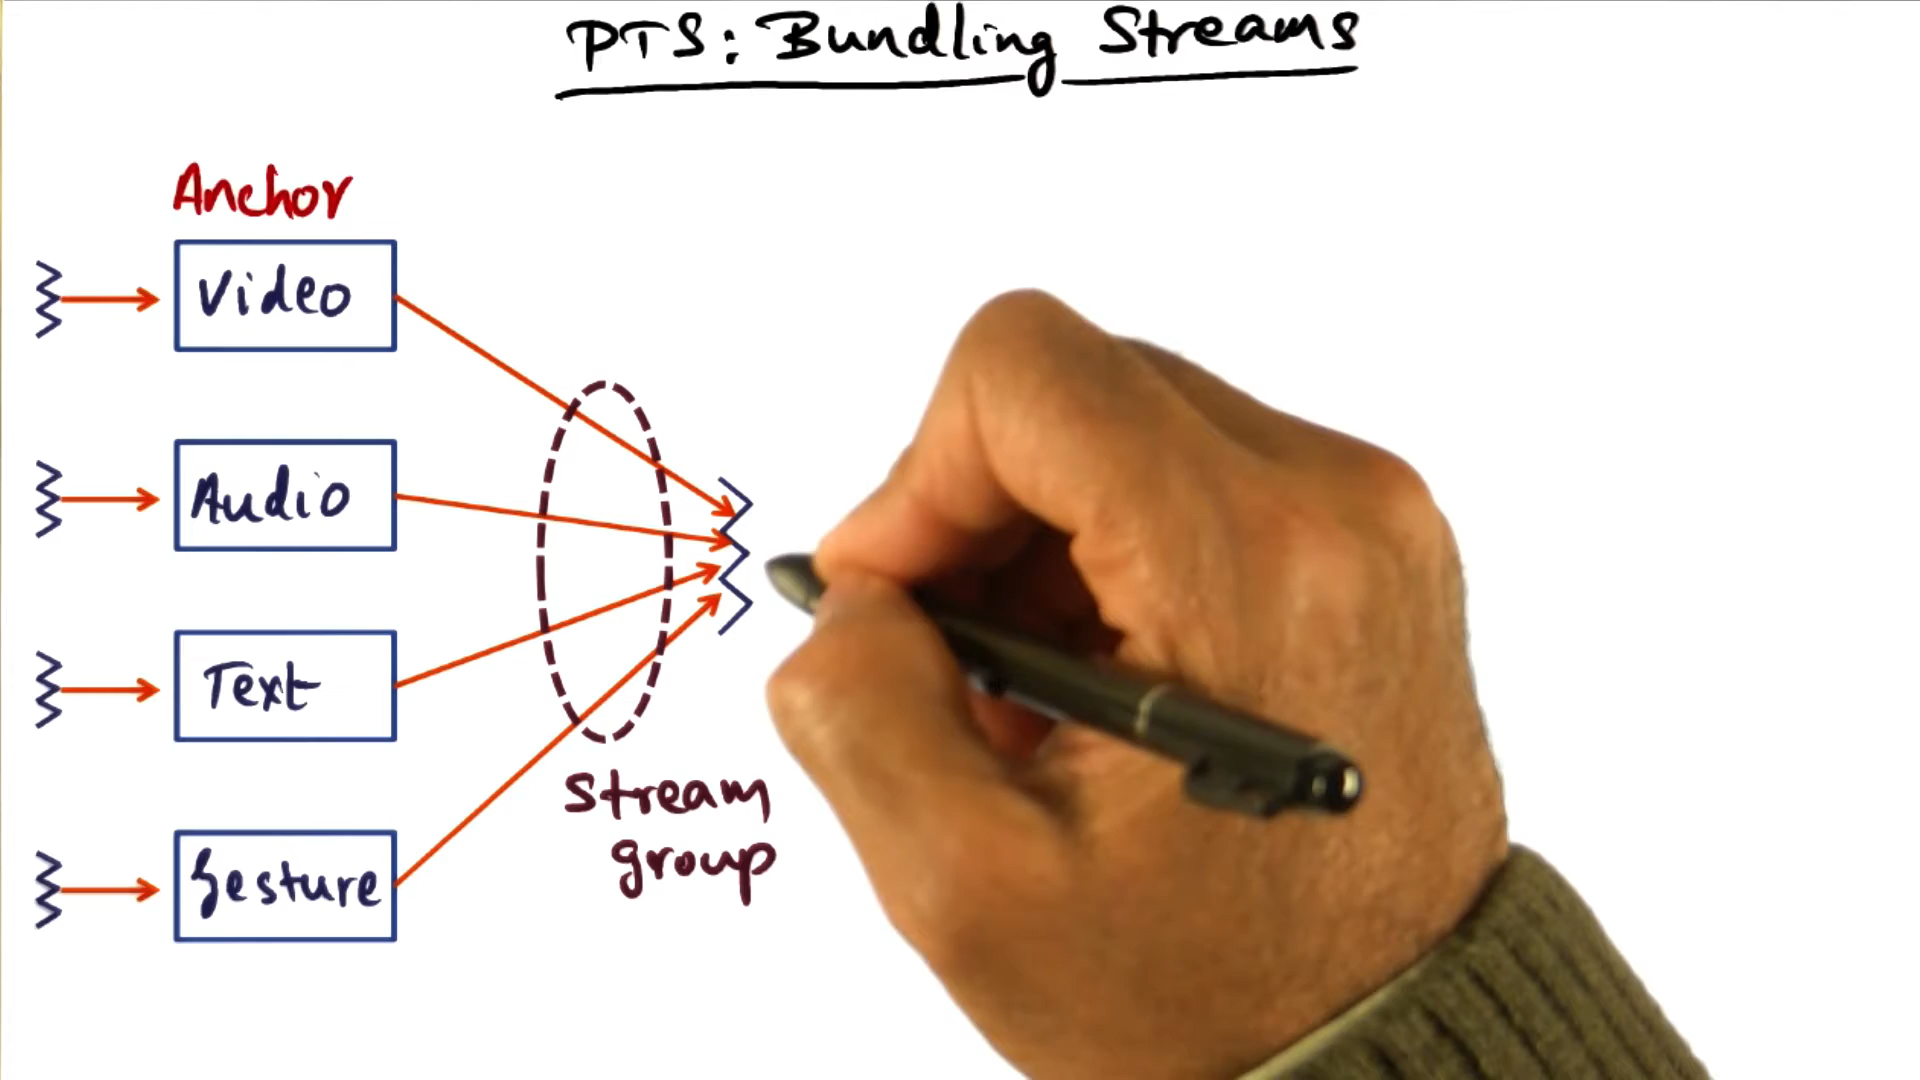 PTS: Bundling Streams
Anchor
Video
Audio
Text
Gesture
Stream
group